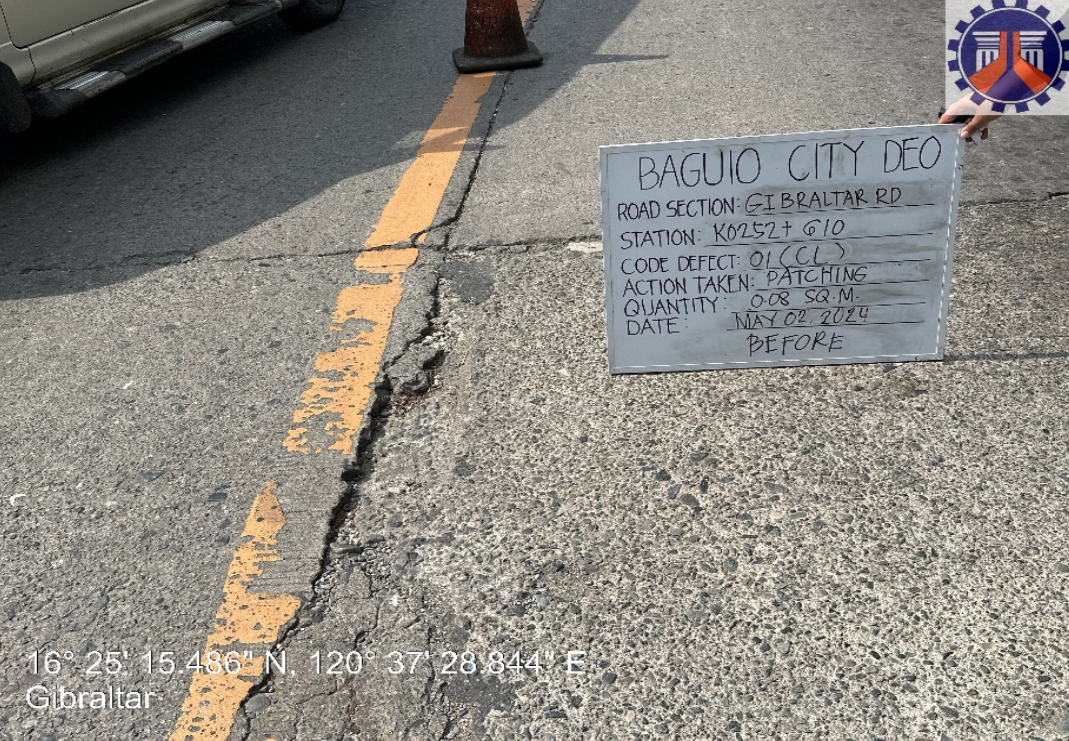 BAGUIO CITY DEO
ROAD SECTION: GIBRALTAR RD
STATION: K0252+ 610
CODE DEFECT: 01 (CL)
ACTION TAKEN: PATCHING
QUANTITY: 0.08 SQ.M.
DATE: MAY 02, 2024
BEFORE
16° 25' 15.486" N, 120° 37' 28.844" E
Gibraltar